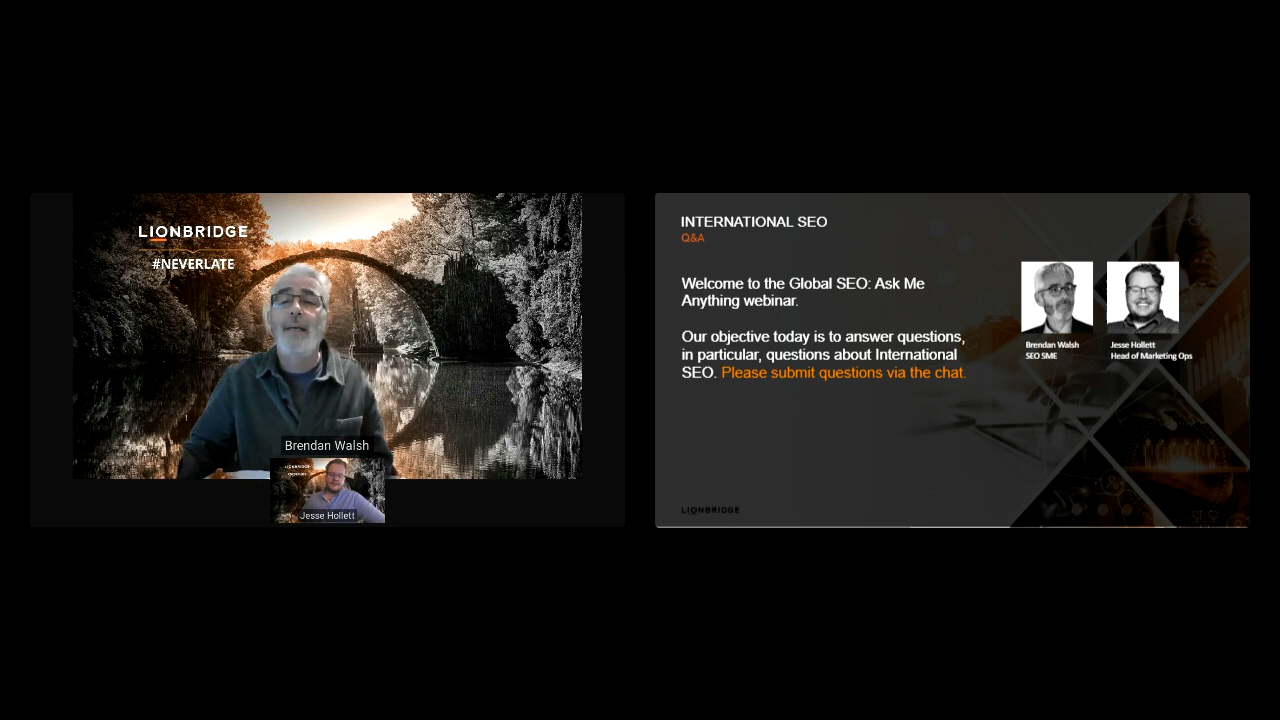 LIONBRIDGE
#NEVERLATE
Brendan Walsh
LIONBRIDGE
Jesse Hollett
INTERNATIONAL SEO
Q&A
Welcome to the Global SEO: Ask Me
Anything webinar.
Our objective today is to answer questions,
in particular, questions about International
SEO. Please submit questions via the chat.
Brendan Walsh
SEO SME
Jesse Hollett
Head of Marketing Ops
LIONBRIDGE